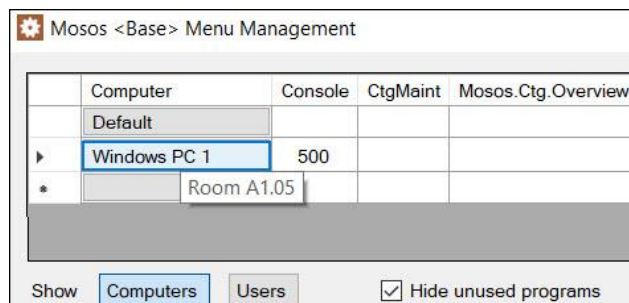 Mosos <Base> Menu Management
Computer Console CtgMaint Mosos.Ctg.Overview
Default
Windows PC 1 500
*
Room A1.05
Show Computers Users Hide unused programs